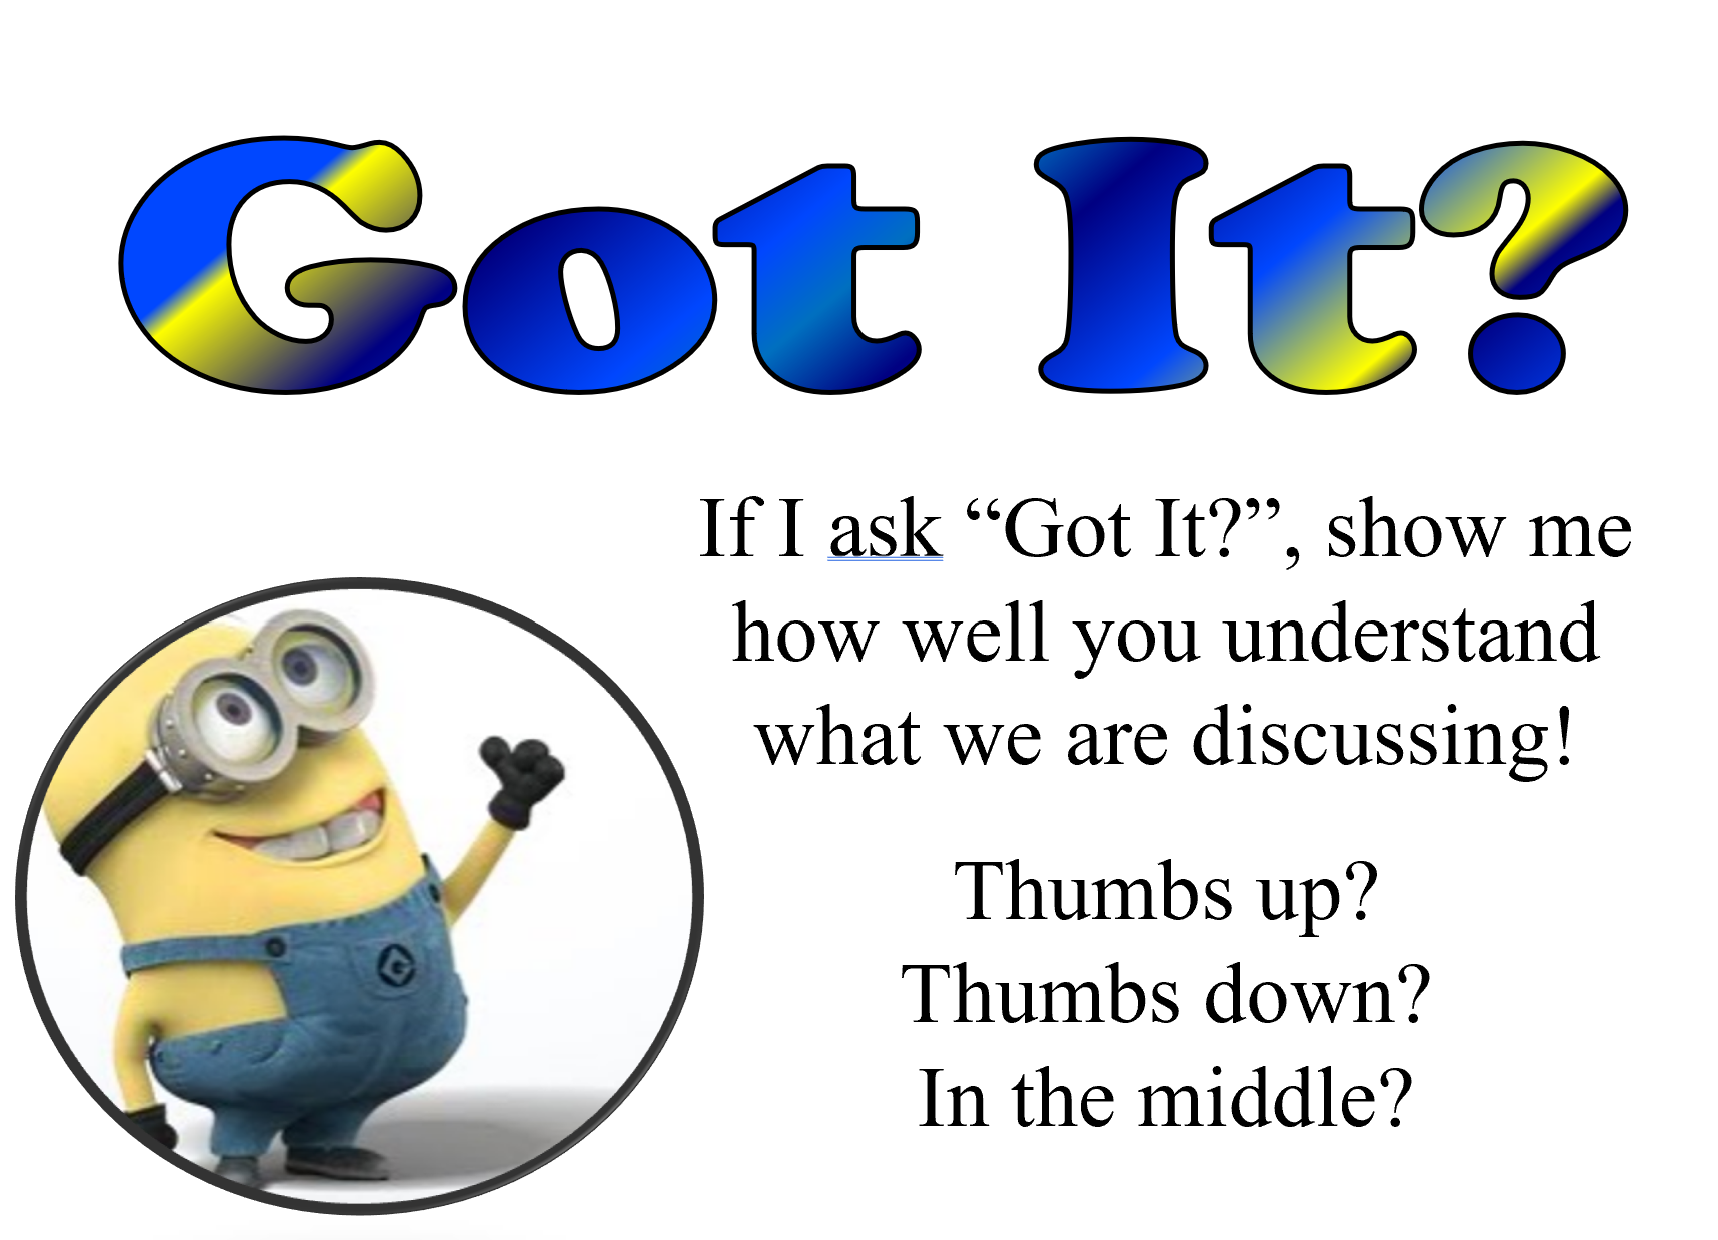 Got It?
If I ask “Got It?”, show me
how well you understand
what we are discussing!
Thumbs up?
Thumbs down?
In the middle?